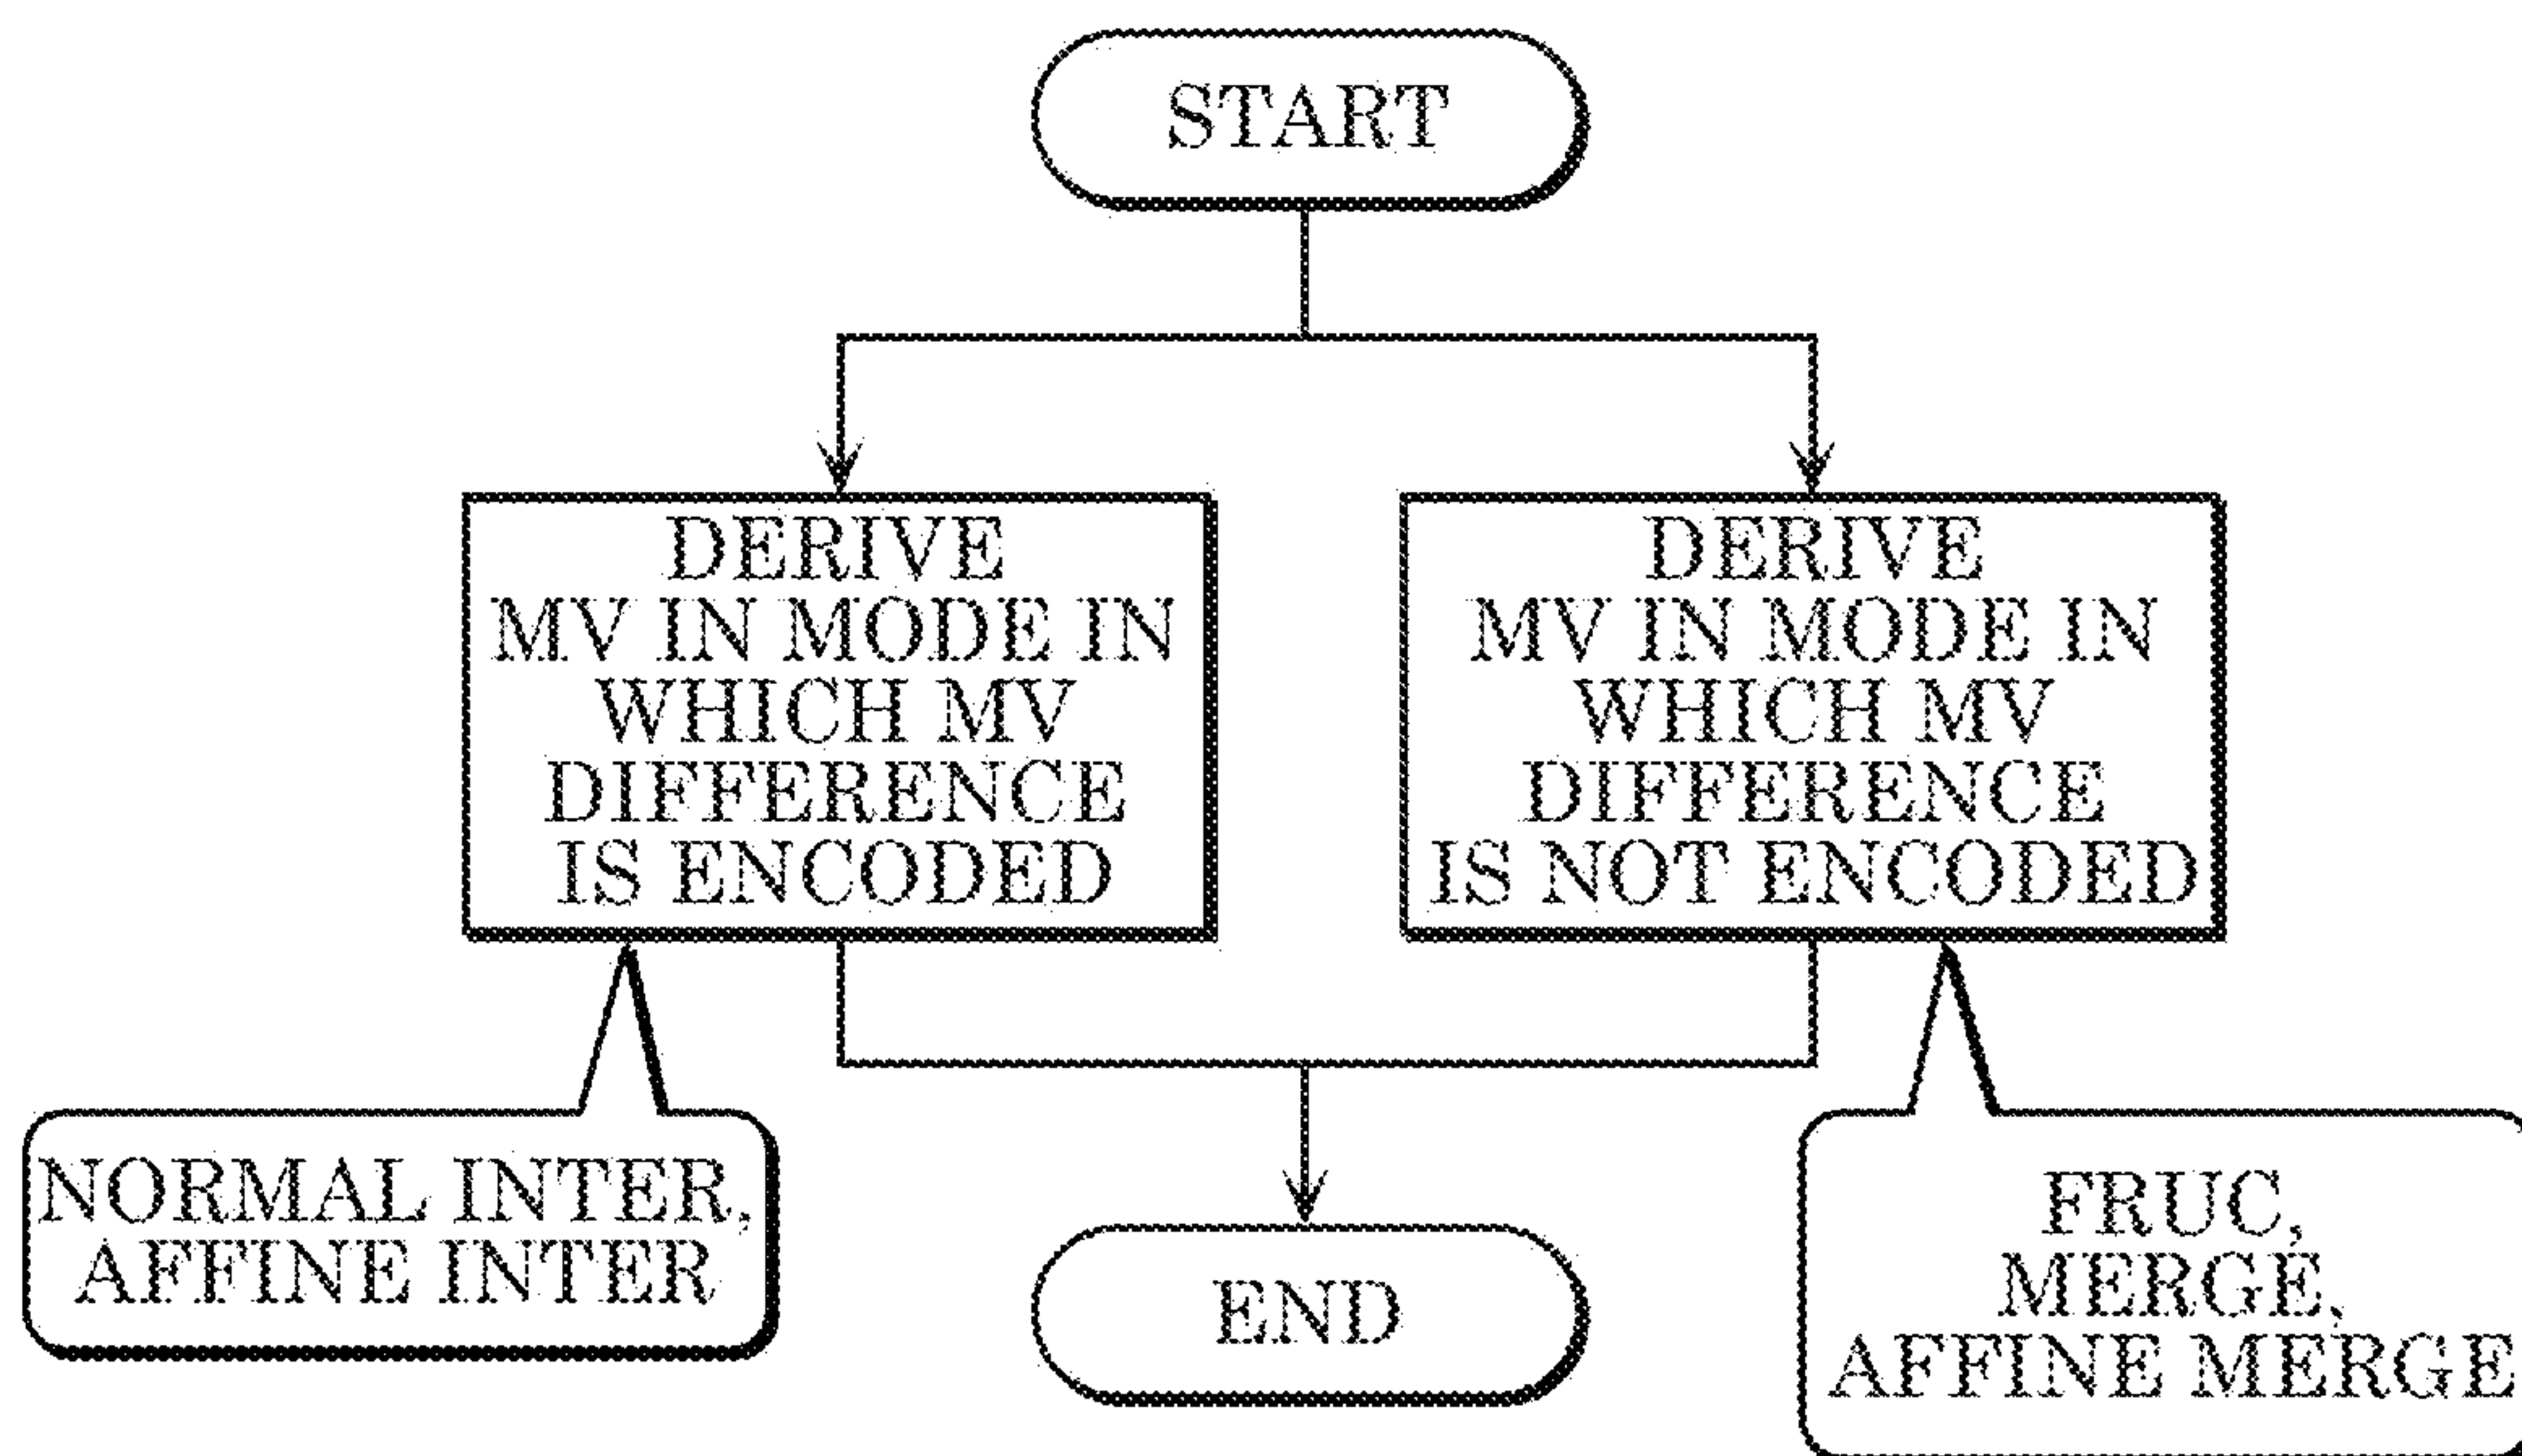 START
DERIVE
MV IN MODE IN
WHICH MV
DIFFERENCE
IS ENCODED
DERIVE
MV IN MODE IN
WHICH MV
DIFFERENCE
IS NOT ENCODED
NORMAL INTER,
AFFINE INTER
END
FRUC,
MERGE,
AFFINE MERGE